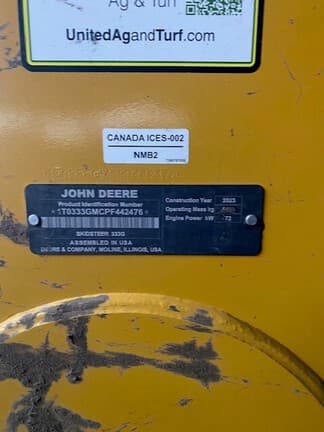 Ag & Turf
UnitedAgandTurf.com
CANADA ICES-002
NMB2
JOHN DEERE
Product Identification Number
*1T0333GMCPF442476*
SKIDSTEER 333G
ASSEMBLED IN USA
DEERE & COMPANY, MOLINE, ILLINOIS, USA
Construction Year 2023
Operating Mass kg
Engine Power kW 72